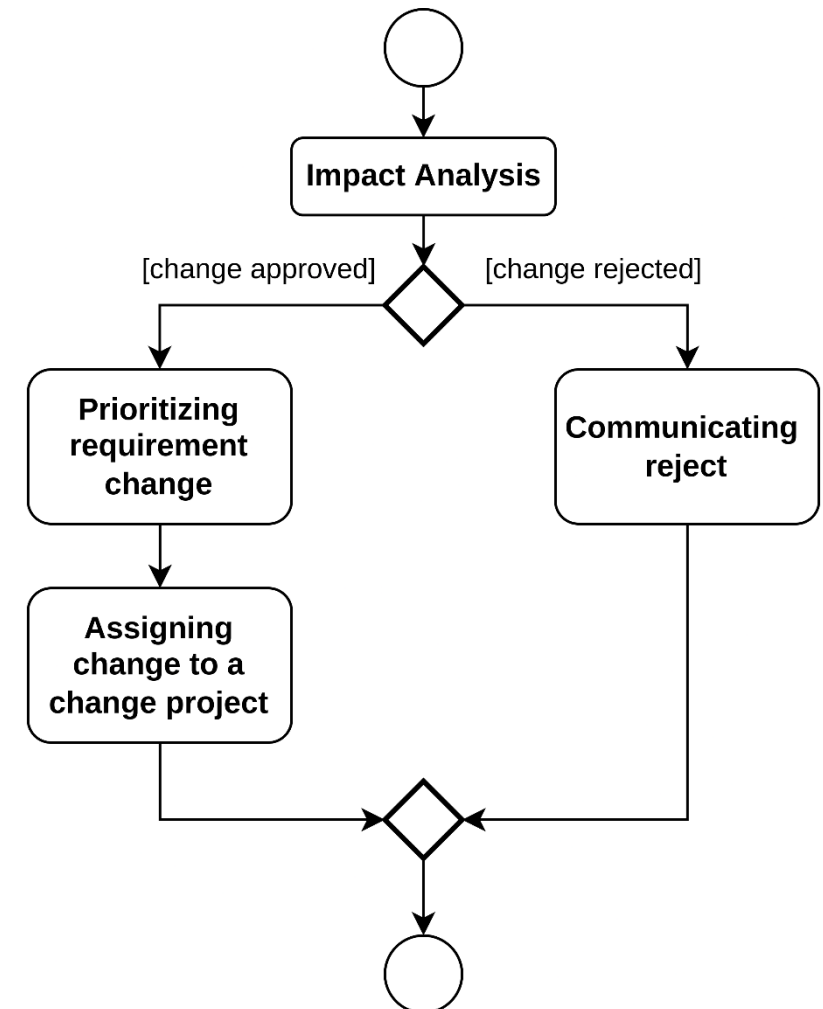 Impact Analysis
[change approved]
[change rejected]
Prioritizing
requirement
change
Communicating
reject
Assigning
change to a
change project